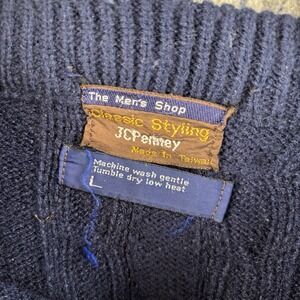 The Men's Shop
Classic Styling
JCPenney
Made In Taiwan
Machine wash gentle
Tumble dry low heat
L